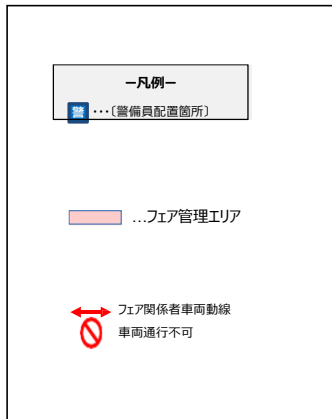 －凡例－
警 ･･･〔警備員配置箇所〕
…フェア管理エリア
フェア関係者車両動線
車両通行不可